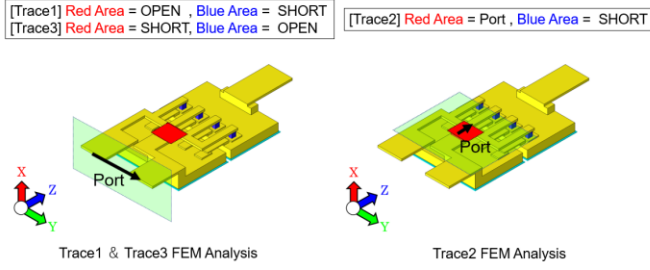 [Trace1] Red Area = OPEN , Blue Area = SHORT
[Trace3] Red Area = SHORT, Blue Area = OPEN
[Trace2] Red Area = Port , Blue Area = SHORT
Port
X
Z
Y
Port
X
Z
Y
Trace1 & Trace3 FEM Analysis
Trace2 FEM Analysis